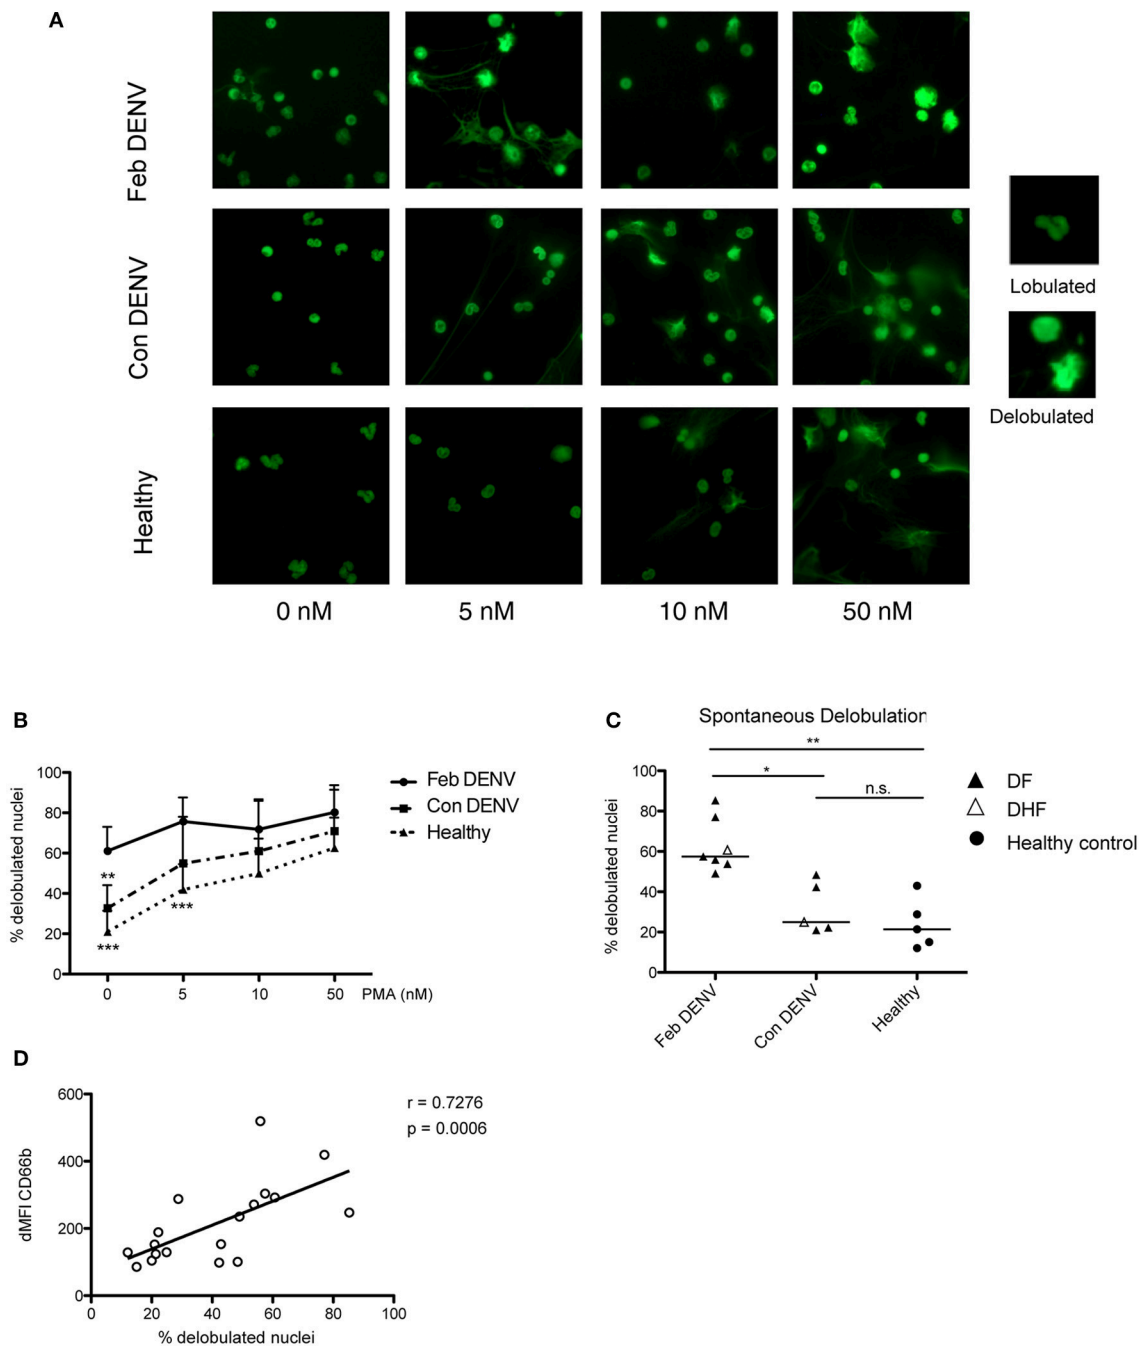 A
Feb DENV
Con DENV
Healthy
Lobulated
Delobulated
0 nM 5 nM 10 nM 50 nM
B
% delobulated nuclei
100
80
60
40
20
0
**
***
***
0 5 10 50 PMA (nM)
Feb DENV
Con DENV
Healthy
C
Spontaneous Delobulation
**
*
n.s.
% delobulated nuclei
100
80
60
40
20
0
Feb DENV
Con DENV
Healthy
DF
DHF
Healthy control
D
dMFI CD66b
600
400
200
0
0 20 40 60 80 100
% delobulated nuclei
r = 0.7276
p = 0.0006